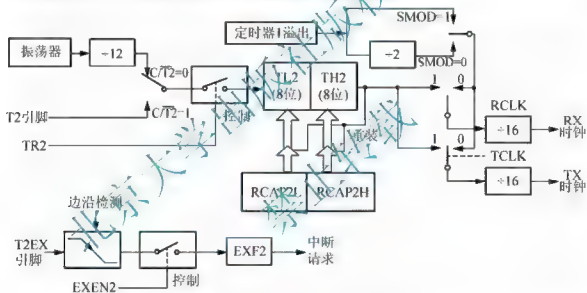 定时器1溢出
SMOD=1
振荡器
÷12
÷2
SMOD=0
C/T2=0
TL2
(8位)
TH2
(8位)
1
0
T2引脚
C/T2=1
控制
RCLK
÷16
RX
时钟
TR2
重装
1
0
TCLK
÷16
TX
时钟
RCAP2L
RCAP2H
边沿检测
T2EX
引脚
EXF2
中断
请求
EXEN2
控制